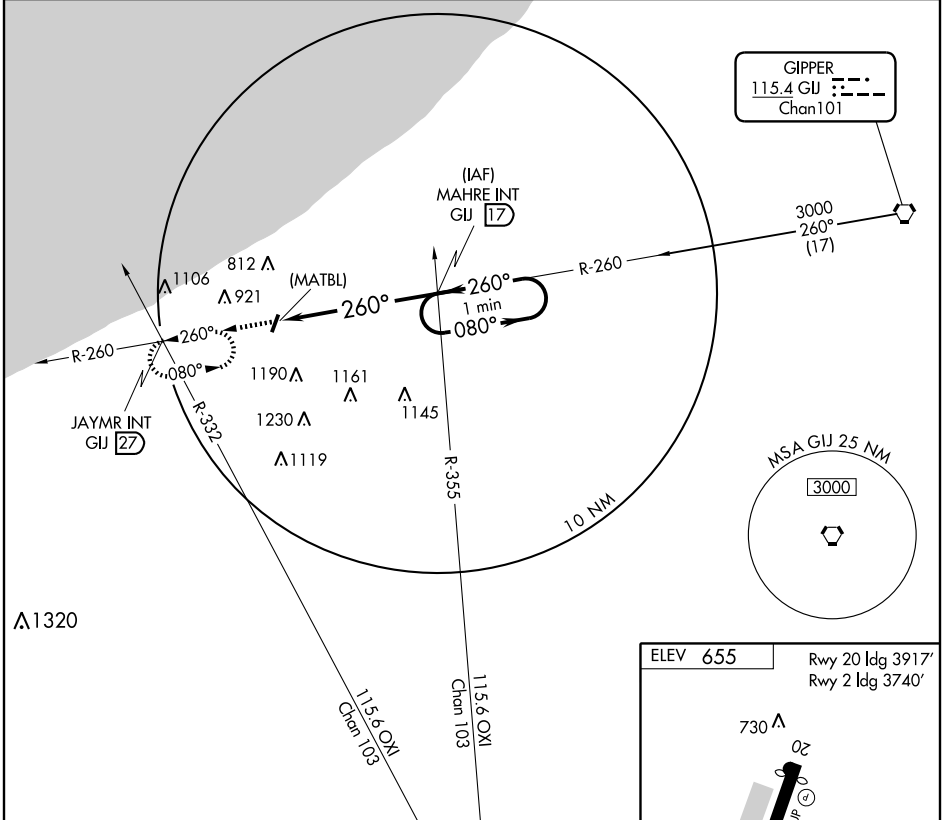 GIPPER
115.4 GIJ
Chan 101
(IAF)
MAHRE INT
GIJ 17
3000
260°
(17)
R-260
812
(MATBL)
1106
921
260°
260°
1 min
080°
R-260
260°
080°
1190
1161
1145
1230
1119
JAYMR INT
GIJ 27
R-332
R-355
10 NM
MSA GIJ 25 NM
3000
1320
115.6 OXI
Chan 103
115.6 OXI
Chan 103
ELEV 655
Rwy 20 ldg 3917'
Rwy 2 ldg 3740'
730
20
P
UP